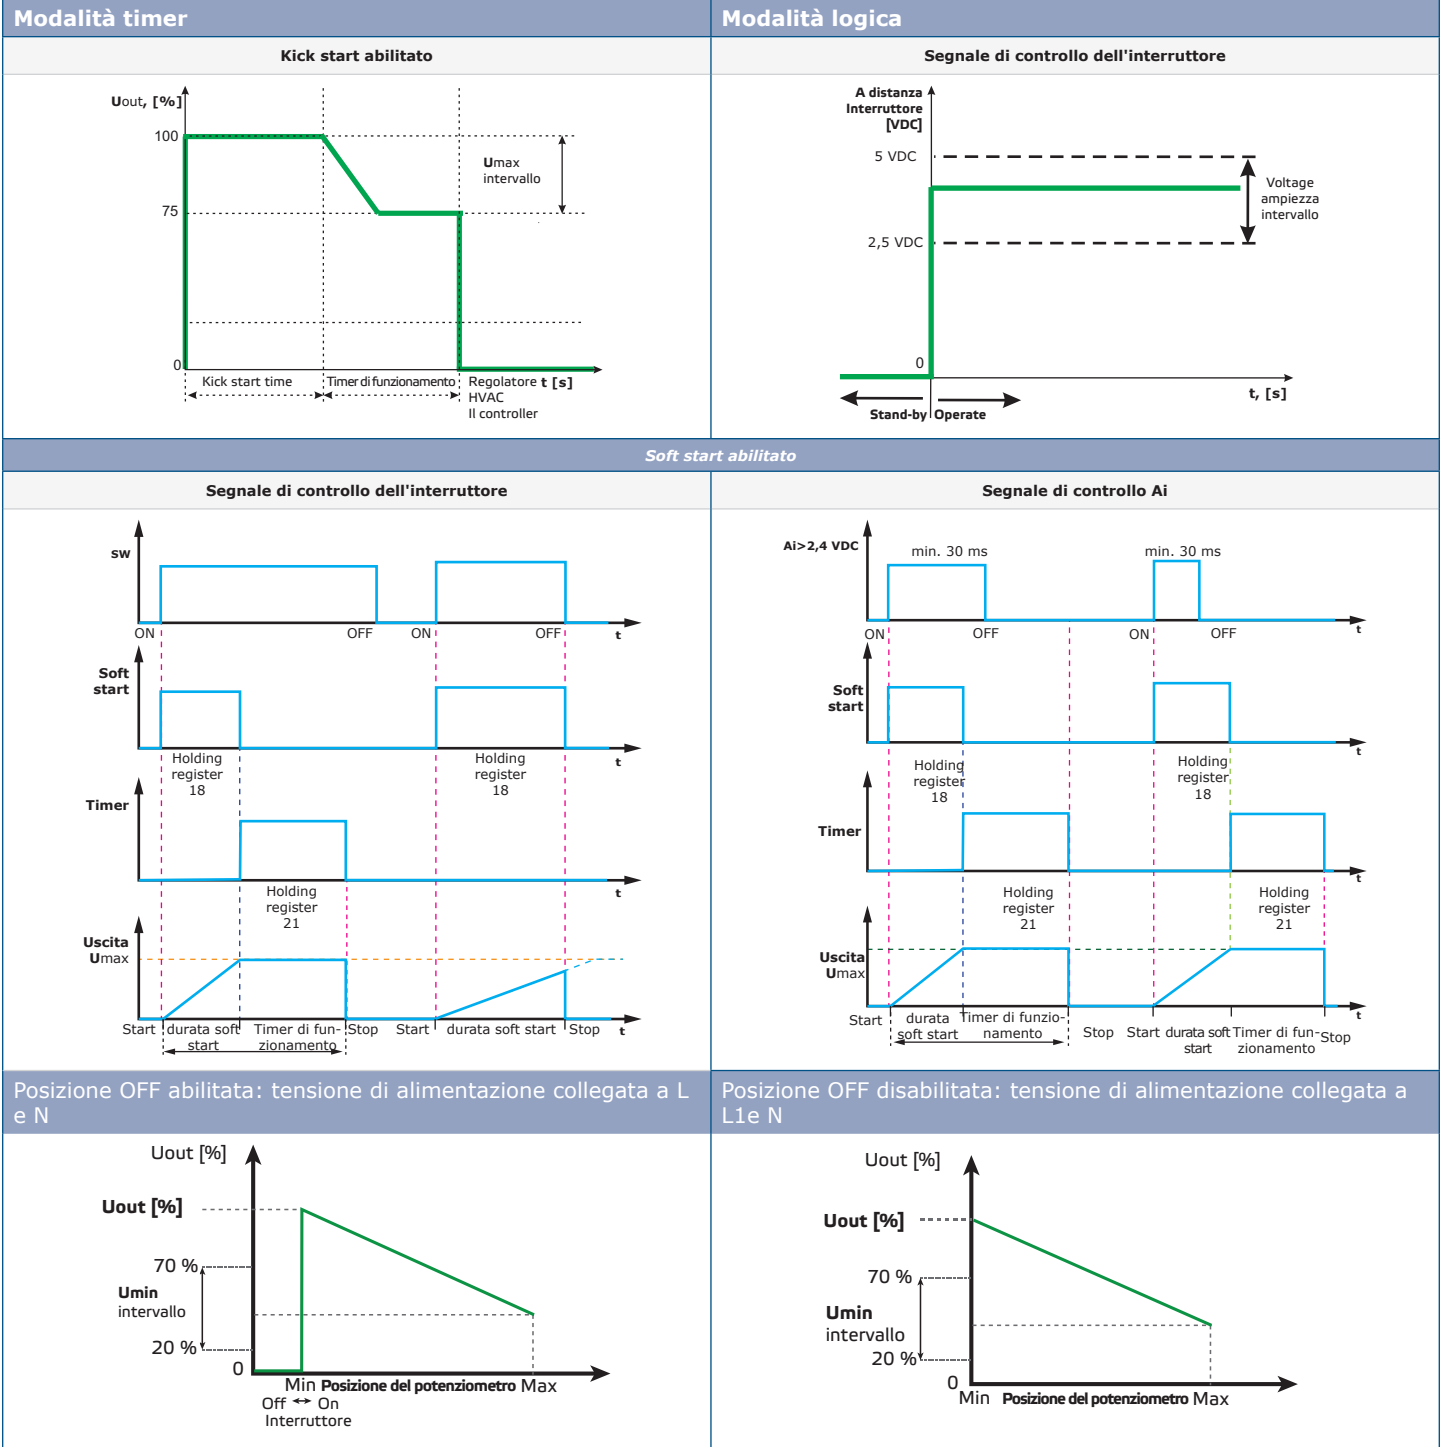 Modalità timer
Modalità logica
Kick start abilitato
Segnale di controllo dell'interruttore
Uout, [%]
100
75
0
Umax
intervallo
Kick start time
Timer di funzionamento
Regolatore
HVAC
Il controller
t [s]
A distanza
Interruttore
[VDC]
5 VDC
2,5 VDC
0
Voltage
ampiezza
intervallo
t, [s]
Stand-by
Operate
Soft start abilitato
Segnale di controllo dell'interruttore
Segnale di controllo Ai
sw
ON
OFF
ON
OFF
t
Soft
start
Holding
register
18
Holding
register
18
t
Timer
Holding
register
21
t
Uscita
Umax
Start
durata soft
start
Timer di fun-
zionamento
Stop
Start
durata soft start
Stop
t
Ai>2,4 VDC
min. 30 ms
min. 30 ms
ON
OFF
ON
OFF
t
Soft
start
Holding
register
18
Holding
register
18
t
Timer
Holding
register
21
Holding
register
21
t
Uscita
Umax
Start
durata
soft start
Timer di funzio-
namento
Stop
Start
durata soft
start
Timer di fun-
zionamento
Stop
t
Posizione OFF abilitata: tensione di alimentazione collegata a L
e N
Posizione OFF disabilitata: tensione di alimentazione collegata a
L1e N
Uout [%]
Uout [%]
70 %
Umin
intervallo
20 %
0
Min
Posizione del potenziometro
Max
Off
On
Interruttore
Uout [%]
Uout [%]
70 %
Umin
intervallo
20 %
0
Min
Posizione del potenziometro
Max